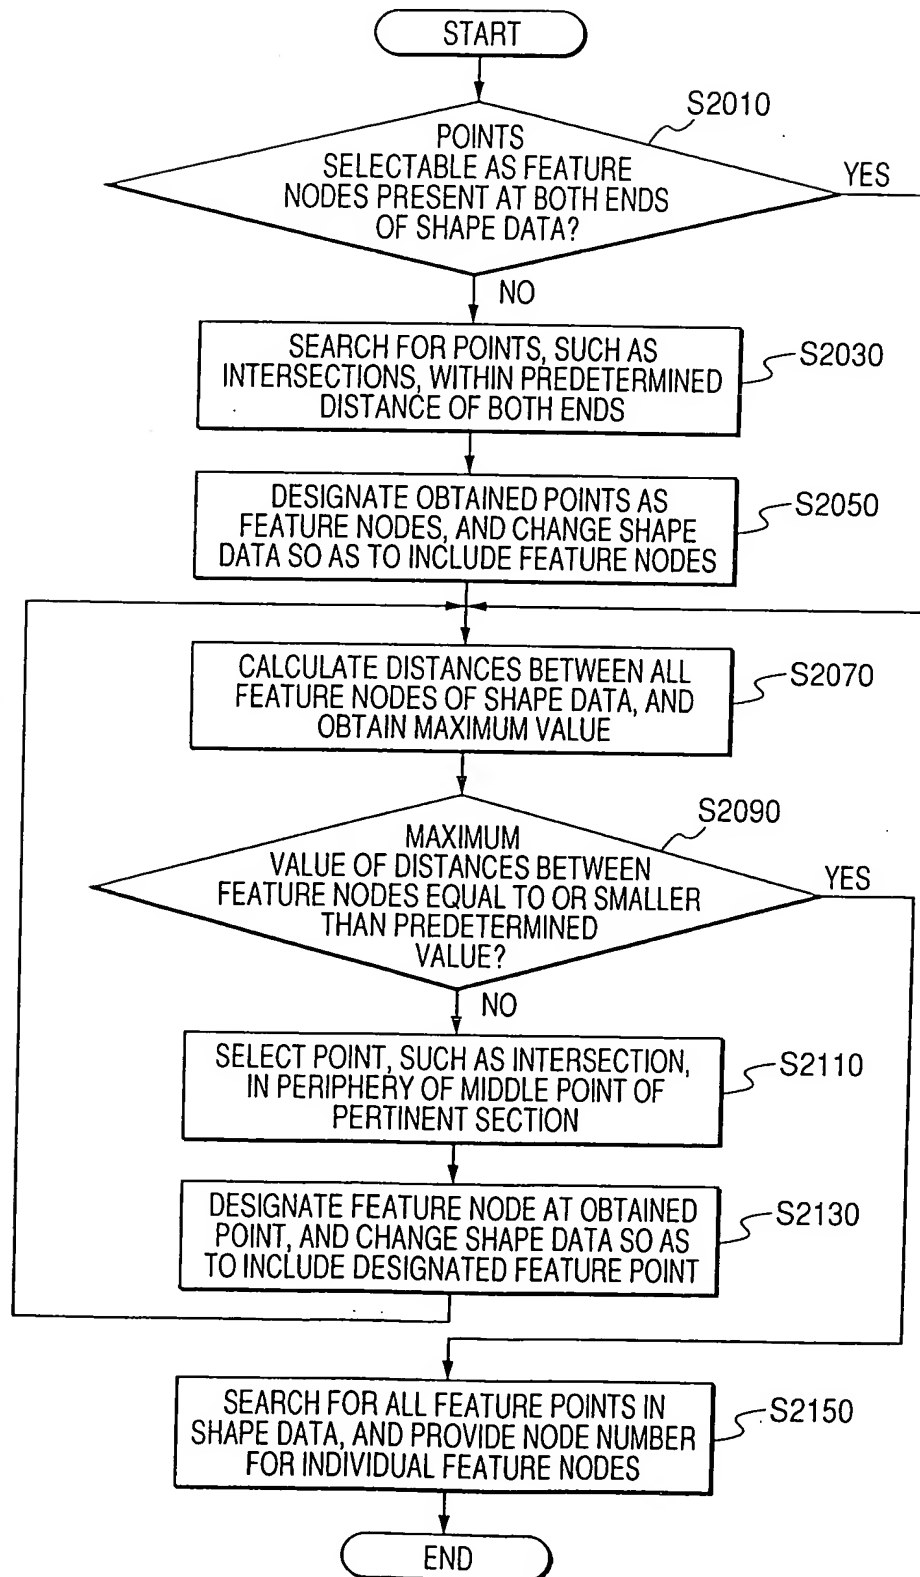 START
S2010
POINTS
SELECTABLE AS FEATURE
NODES PRESENT AT BOTH ENDS
OF SHAPE DATA?
YES
NO
SEARCH FOR POINTS, SUCH AS
INTERSECTIONS, WITHIN PREDETERMINED
DISTANCE OF BOTH ENDS
S2030
DESIGNATE OBTAINED POINTS AS
FEATURE NODES, AND CHANGE SHAPE
DATA SO AS TO INCLUDE FEATURE NODES
S2050
CALCULATE DISTANCES BETWEEN ALL
FEATURE NODES OF SHAPE DATA, AND
OBTAIN MAXIMUM VALUE
S2070
S2090
MAXIMUM
VALUE OF DISTANCES BETWEEN
FEATURE NODES EQUAL TO OR SMALLER
THAN PREDETERMINED
VALUE?
YES
NO
SELECT POINT, SUCH AS INTERSECTION,
IN PERIPHERY OF MIDDLE POINT OF
PERTINENT SECTION
S2110
DESIGNATE FEATURE NODE AT OBTAINED
POINT, AND CHANGE SHAPE DATA SO AS
TO INCLUDE DESIGNATED FEATURE POINT
S2130
SEARCH FOR ALL FEATURE POINTS IN
SHAPE DATA, AND PROVIDE NODE NUMBER
FOR INDIVIDUAL FEATURE NODES
S2150
END